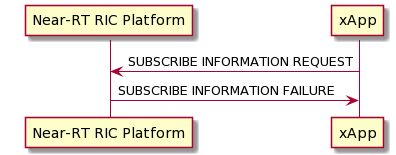 Near-RT RIC Platform
xApp
SUBSCRIBE INFORMATION REQUEST
SUBSCRIBE INFORMATION FAILURE
Near-RT RIC Platform
xApp